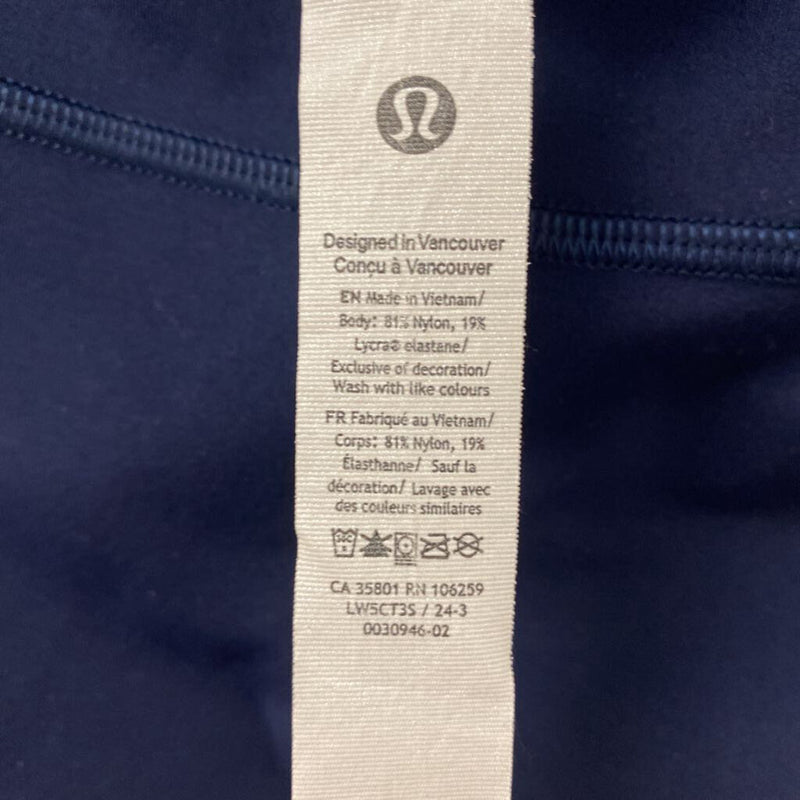 Designed in Vancouver
Conçu à Vancouver
EN Made in Vietnam/
Body: 81% Nylon, 19%
Lycra® elastane/
Exclusive of decoration/
Wash with like colours
FR Fabriqué au Vietnam/
Corps: 81% Nylon, 19%
Élasthanne/ Sauf la
décoration/ Lavage avec
des couleurs similaires
CA 35801 RN 106259
LW5CT3S / 24-3
0030946-02